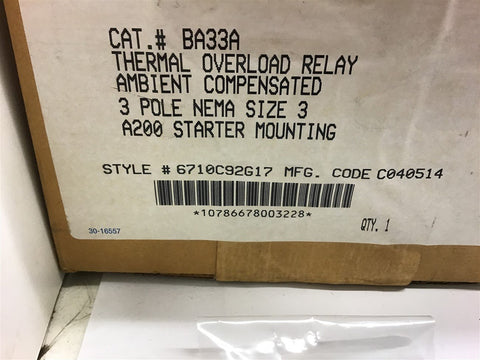 CAT.# BA33A
THERMAL OVERLOAD RELAY
AMBIENT COMPENSATED
3 POLE NEMA SIZE 3
A200 STARTER MOUNTING
STYLE # 6710C92G17 MFG. CODE C040514
*10786678003228*
QTY. 1
30-16557